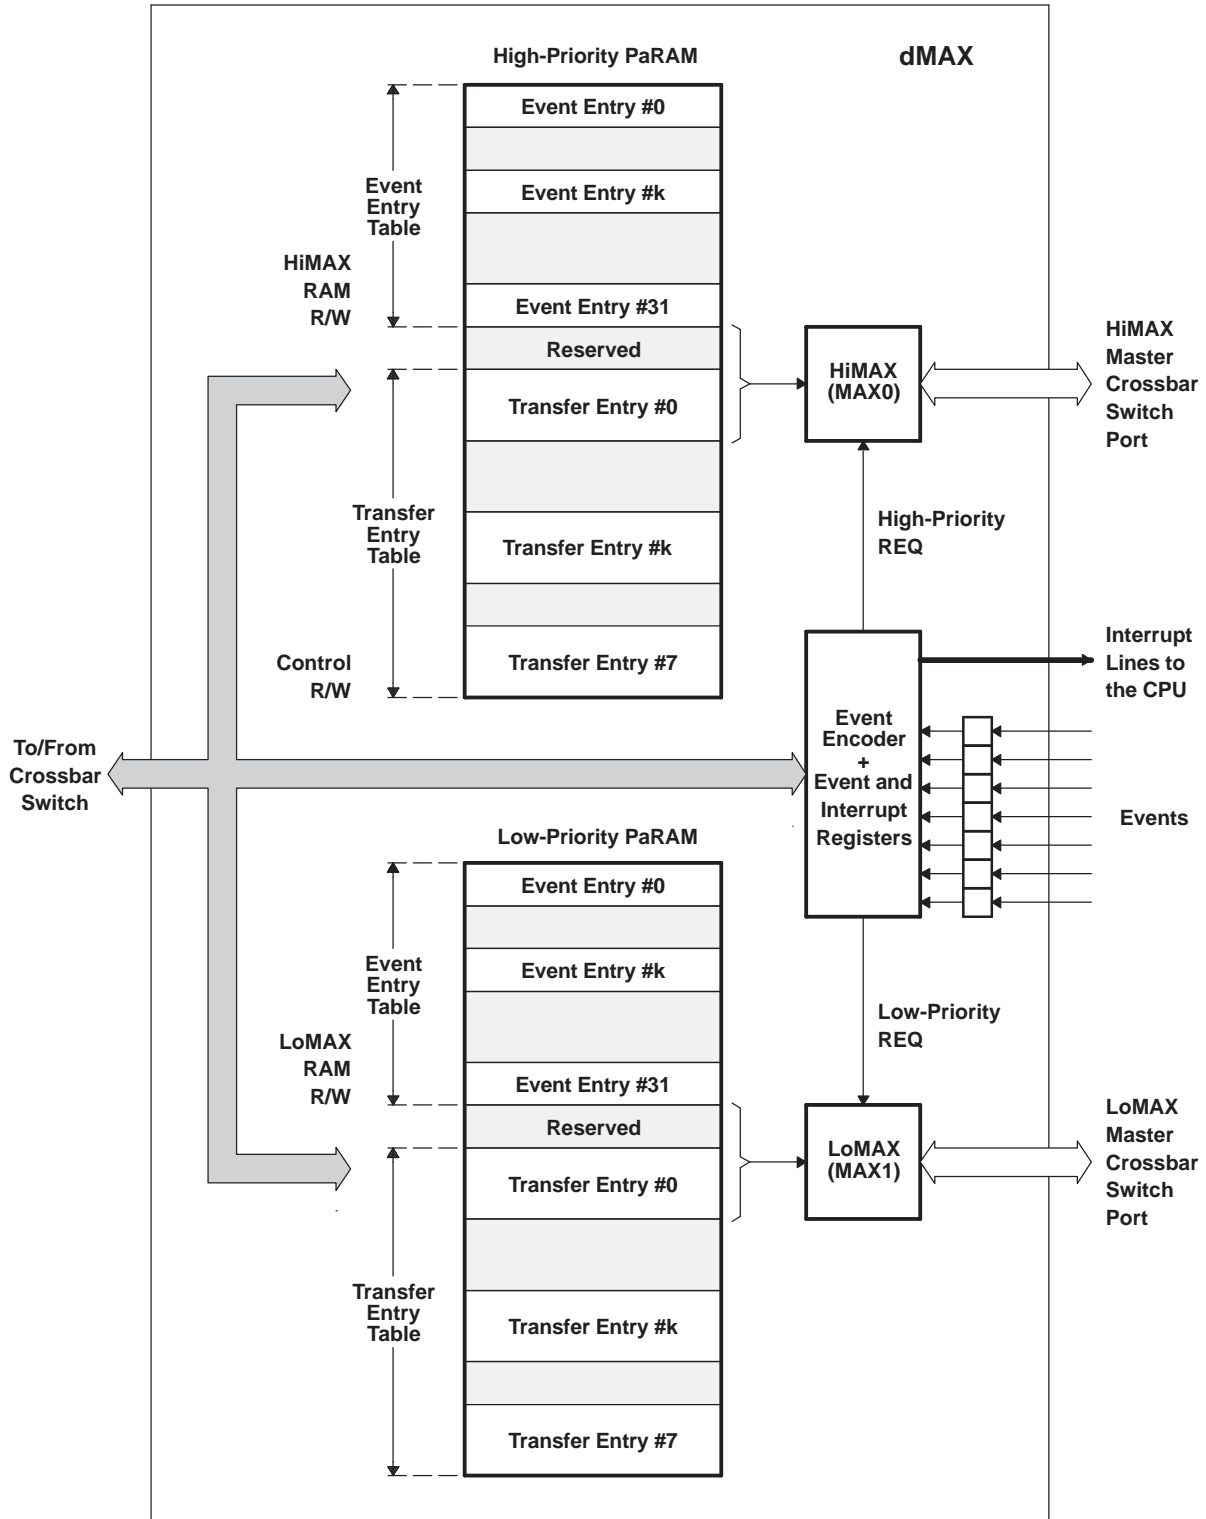 High-Priority PaRAM
dMAX
Event Entry #0
Event Entry #k
Event
Entry
Table
HiMAX
RAM
R/W
Event Entry #31
Reserved
Transfer Entry #0
HiMAX
(MAX0)
HiMAX
Master
Crossbar
Switch
Port
Transfer
Entry
Table
Transfer Entry #k
High-Priority
REQ
Control
R/W
Transfer Entry #7
Interrupt
Lines to
the CPU
To/From
Crossbar
Switch
Event
Encoder
+
Event and
Interrupt
Registers
Events
Low-Priority PaRAM
Event Entry #0
Event Entry #k
Event
Entry
Table
LoMAX
RAM
R/W
Low-Priority
REQ
Event Entry #31
Reserved
Transfer Entry #0
LoMAX
(MAX1)
LoMAX
Master
Crossbar
Switch
Port
Transfer
Entry
Table
Transfer Entry #k
Transfer Entry #7